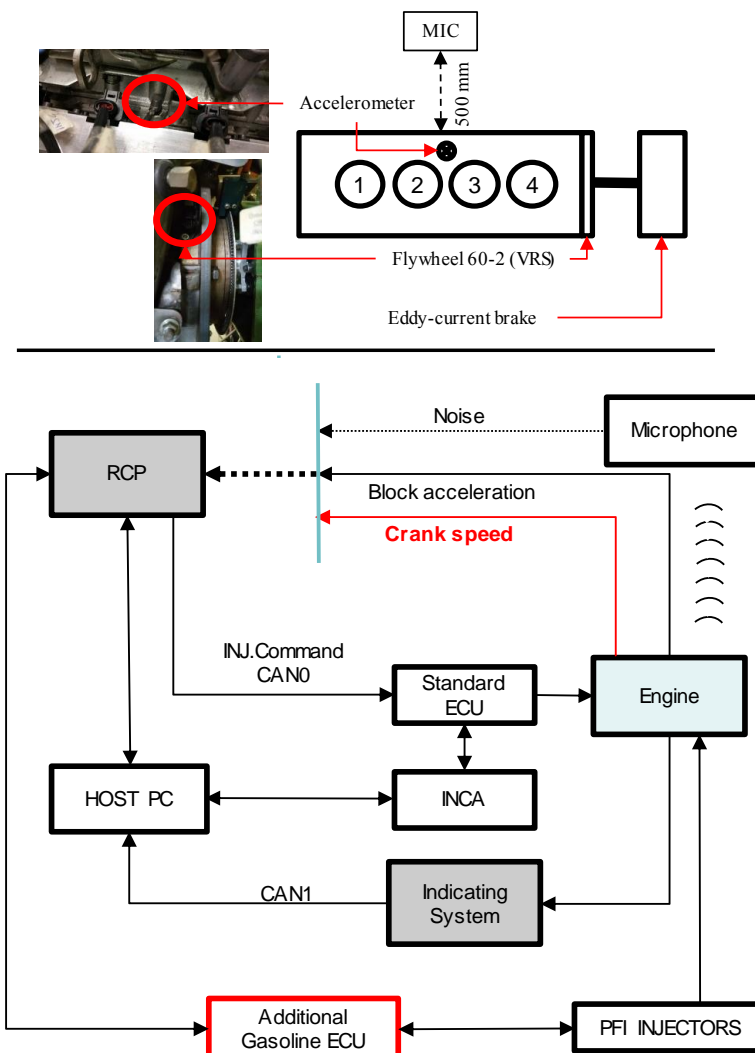 MIC
500 mm
Accelerometer
1 2 3 4
Flywheel 60-2 (VRS)
Eddy-current brake
Noise
Microphone
RCP
Block acceleration
Crank speed
INJ.Command
CAN0
Standard
ECU
Engine
HOST PC
INCA
CAN1
Indicating
System
Additional
Gasoline ECU
PFI INJECTORS